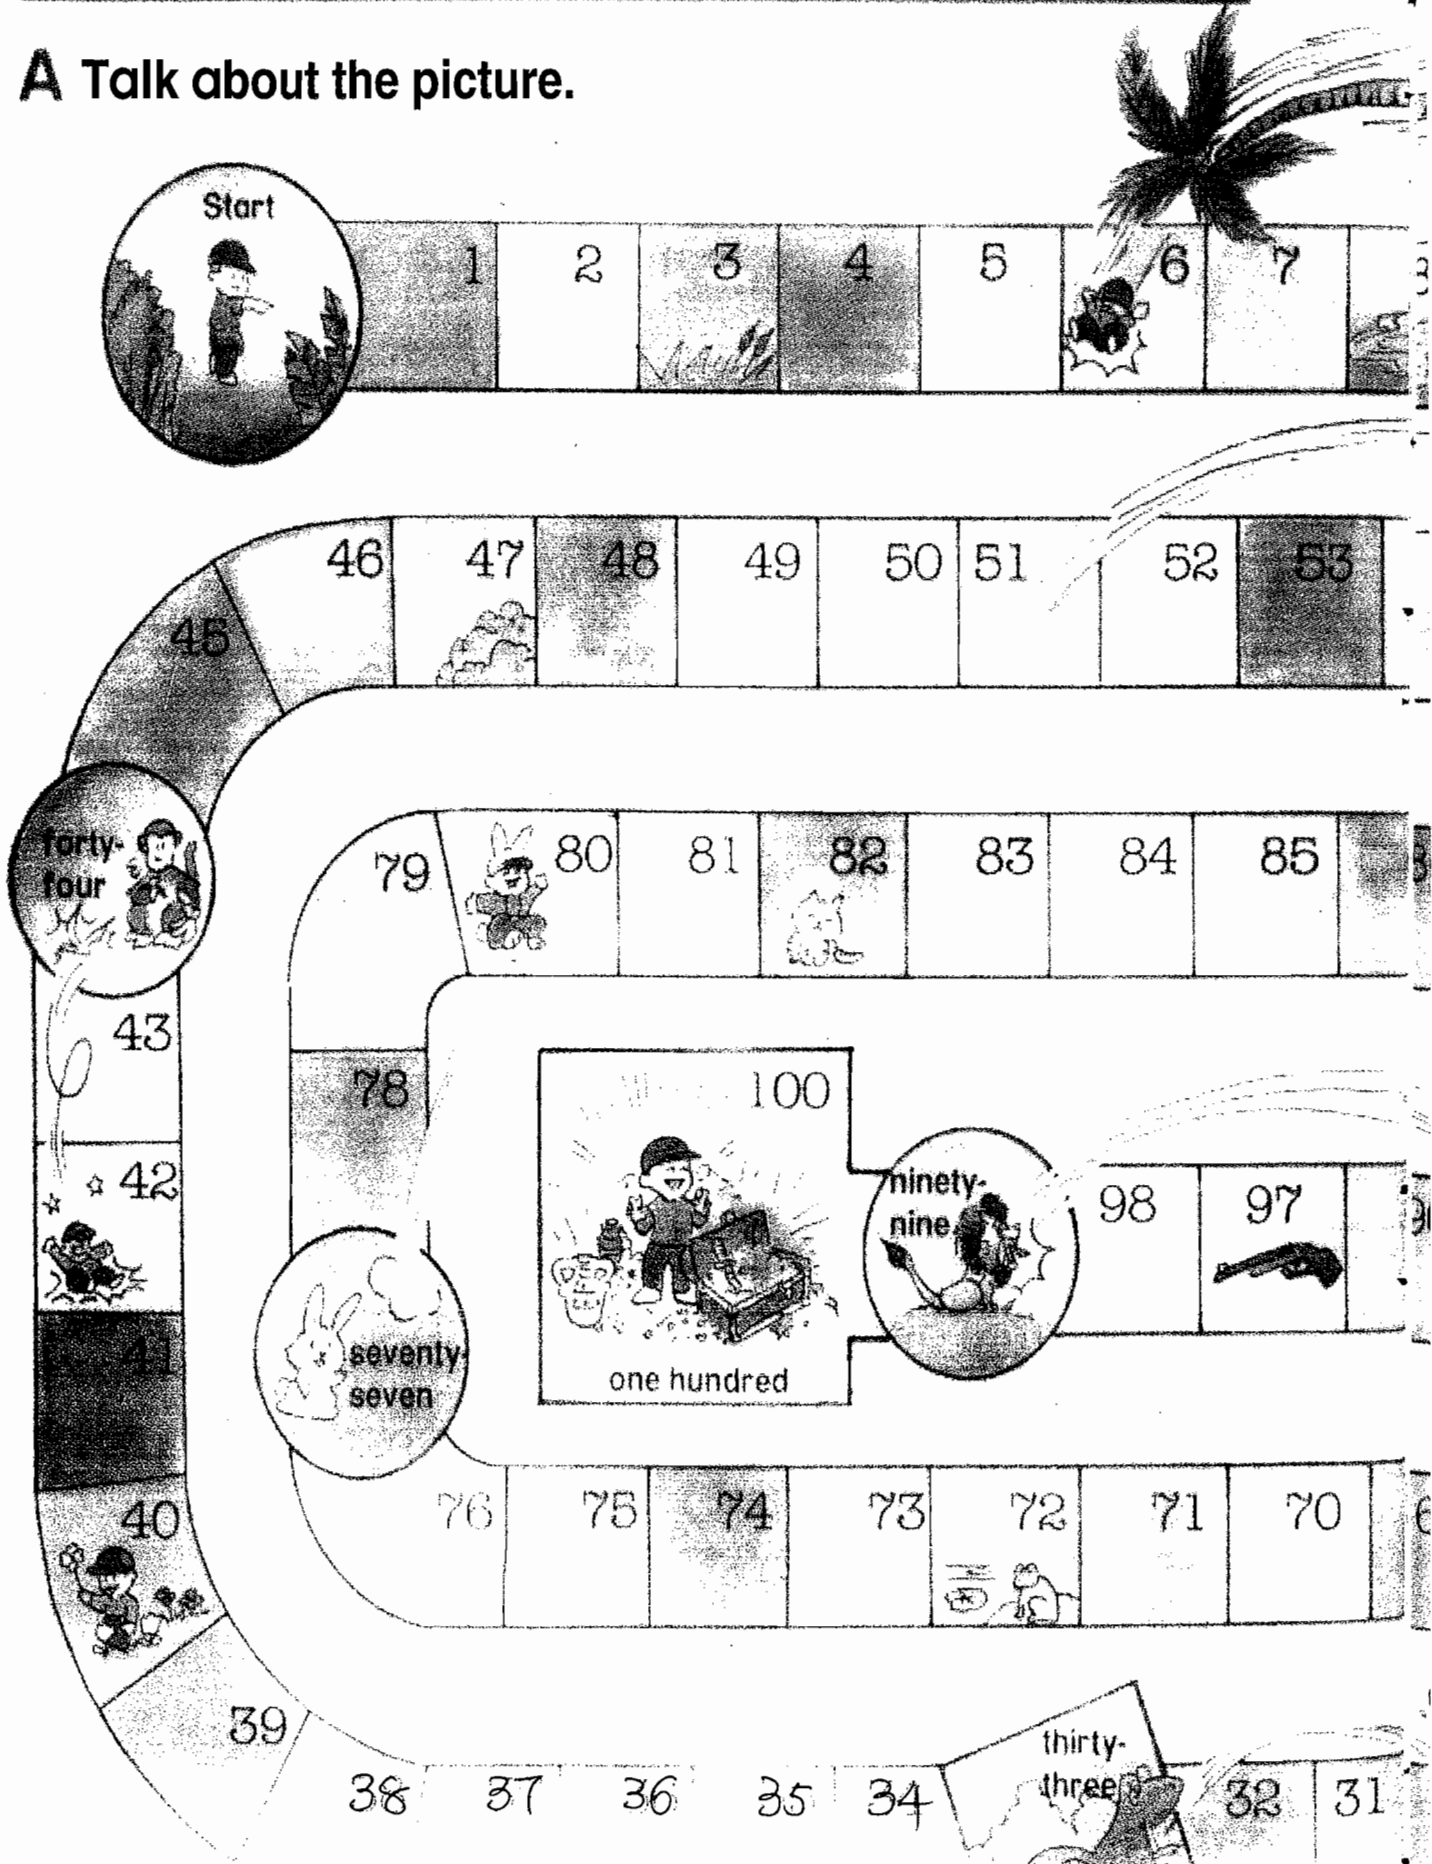 A Talk about the picture.
Start
1 2 3 4 5 6 7
46 47 48 49 50 51 52 53
45
forty-
four
79 80 81 82 83 84 85
43
78 100
42
ninety-
nine 98 97
41
seventy-
seven
one hundred
40
76 75 74 73 72 71 70
39
thirty-
three
38 37 36 35 34 32 31